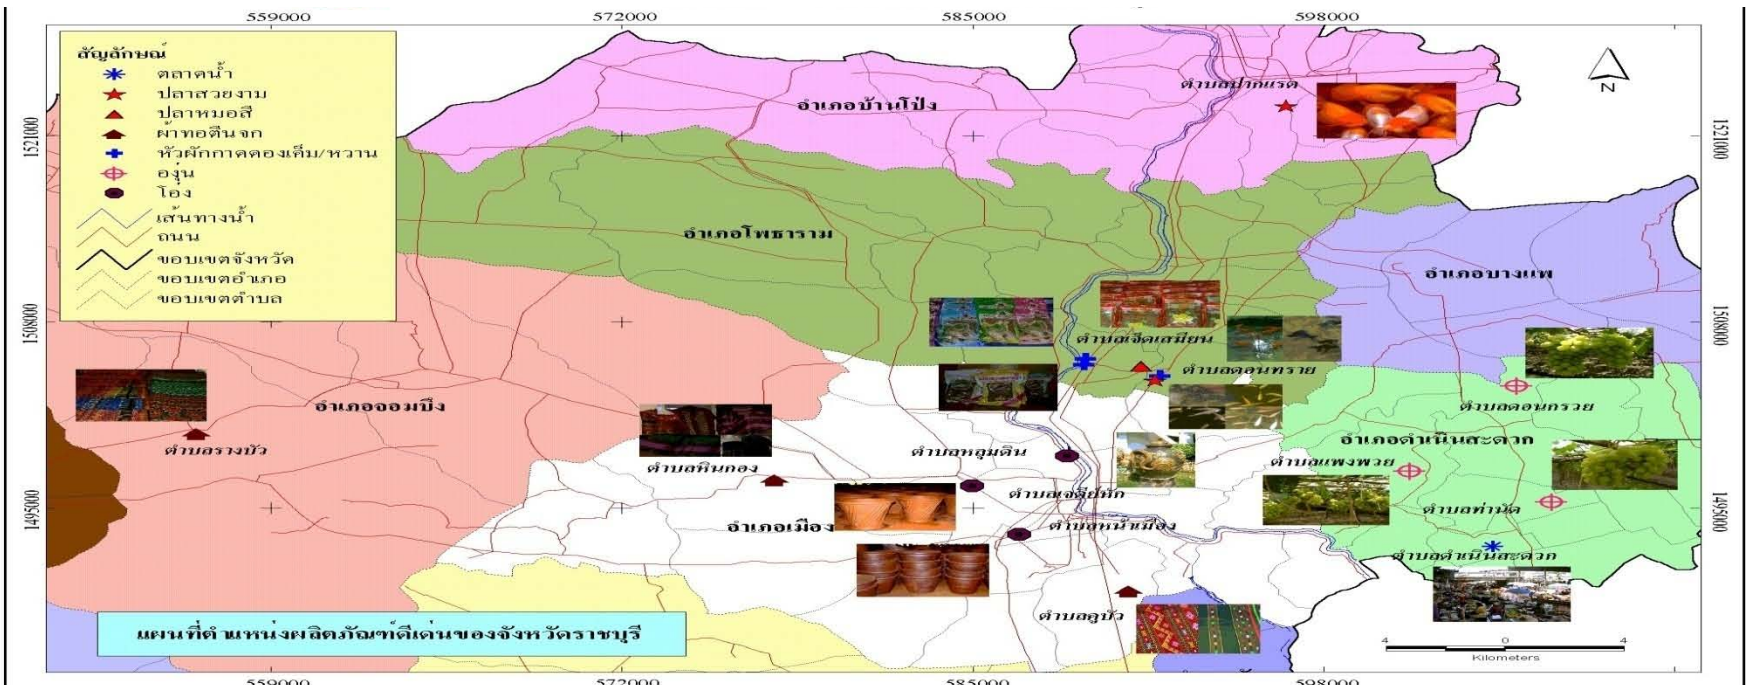 559000
572000
585000
598000
สัญลักษณ์
ตลาดน้ำ
ปลาสวยงาม
ปลาหมอสี
ผ้าทอตีนจก
หัวผักกาดดองเค็ม/หวาน
องุ่น
โอ่ง
เส้นทางน้ำ
ถนน
ขอบเขตจังหวัด
ขอบเขตอำเภอ
ขอบเขตตำบล
ตำบลปากแรต
N
อำเภอบ้านโป่ง
1521000
1521000
อำเภอโพธาราม
อำเภอบางแพ
1508000
1508000
ตำบลเจ็ดเสมียน
ตำบลดอนทราย
อำเภอจอมบึง
ตำบลดอนกรวย
ตำบลรางบัว
ตำบลหินกอง
ตำบลหลุมดิน
อำเภอดำเนินสะดวก
ตำบลแพงพวย
ตำบลเจดีย์หัก
1495000
1495000
อำเภอเมือง
ตำบลหน้าเมือง
ตำบลท่านัด
ตำบลดำเนินสะดวก
ตำบลคูบัว
แผนที่ตำแหน่งผลิตภัณฑ์ดีเด่นของจังหวัดราชบุรี
4 0 4
Kilometers
559000
572000
585000
598000